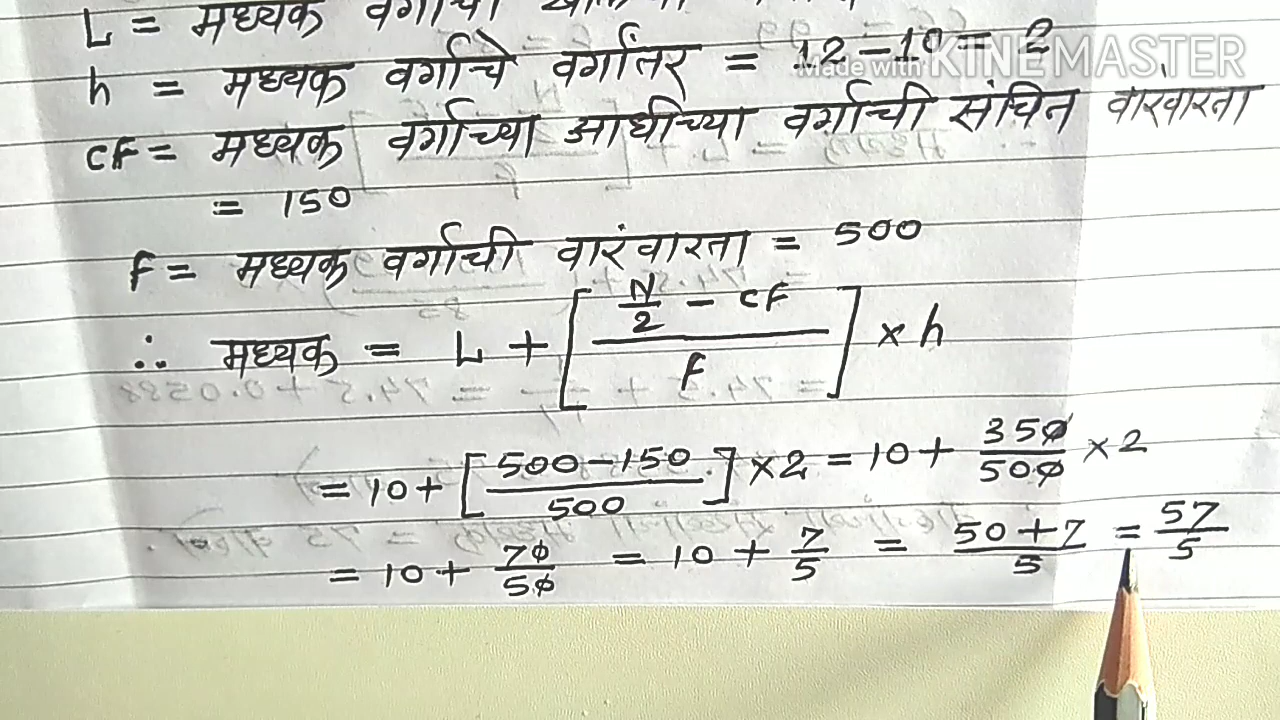 L = मध्यक वर्गाची
h = मध्यक वर्गाचे वर्गांतर = 12 - 10 = 2
Made with KINEMASTER
cf = मध्यक वर्गाच्या आधीच्या वर्गाची संचित वारंवारता
= 150
f = मध्यक वर्गाची वारंवारता = 500
∴ मध्यक = L + [ (N/2 - cf) / f ] × h
= 10 + [ (500 - 150) / 500 ] × 2 = 10 + 350/500 × 2
= 10 + 70/50 = 10 + 7/5 = (50 + 7)/5 = 57/5